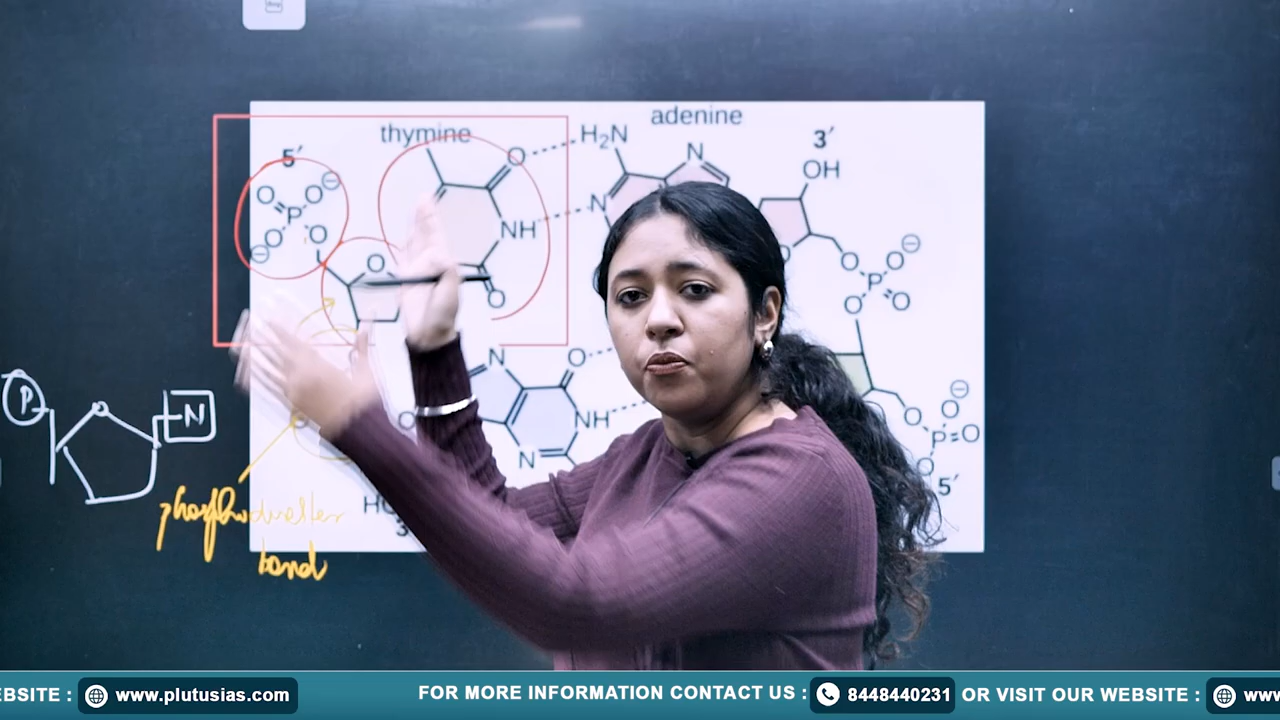 thymine
adenine
5′
H₂N
N
3′
OH
O
O
⊖
O
P
N
NH
⊖
O
O
O
O
O
⊖
P
O
O
N
O
P
N
NH
O
⊖
O
P
O
N
O
5′
phosphodiester
bond
HO
3
EBSITE :
www.plutusias.com
FOR MORE INFORMATION CONTACT US :
8448440231
OR VISIT OUR WEBSITE :
ww